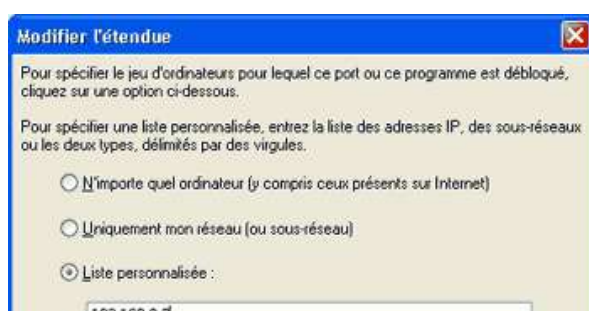 Modifier l'étendue
Pour spécifier le jeu d'ordinateurs pour lequel ce port ou ce programme est débloqué,
cliquez sur une option ci-dessous.
Pour spécifier une liste personnalisée, entrez la liste des adresses IP, des sous-réseaux
ou les deux types, délimités par des virgules.
N'importe quel ordinateur (y compris ceux présents sur Internet)
Uniquement mon réseau (ou sous-réseau)
Liste personnalisée :